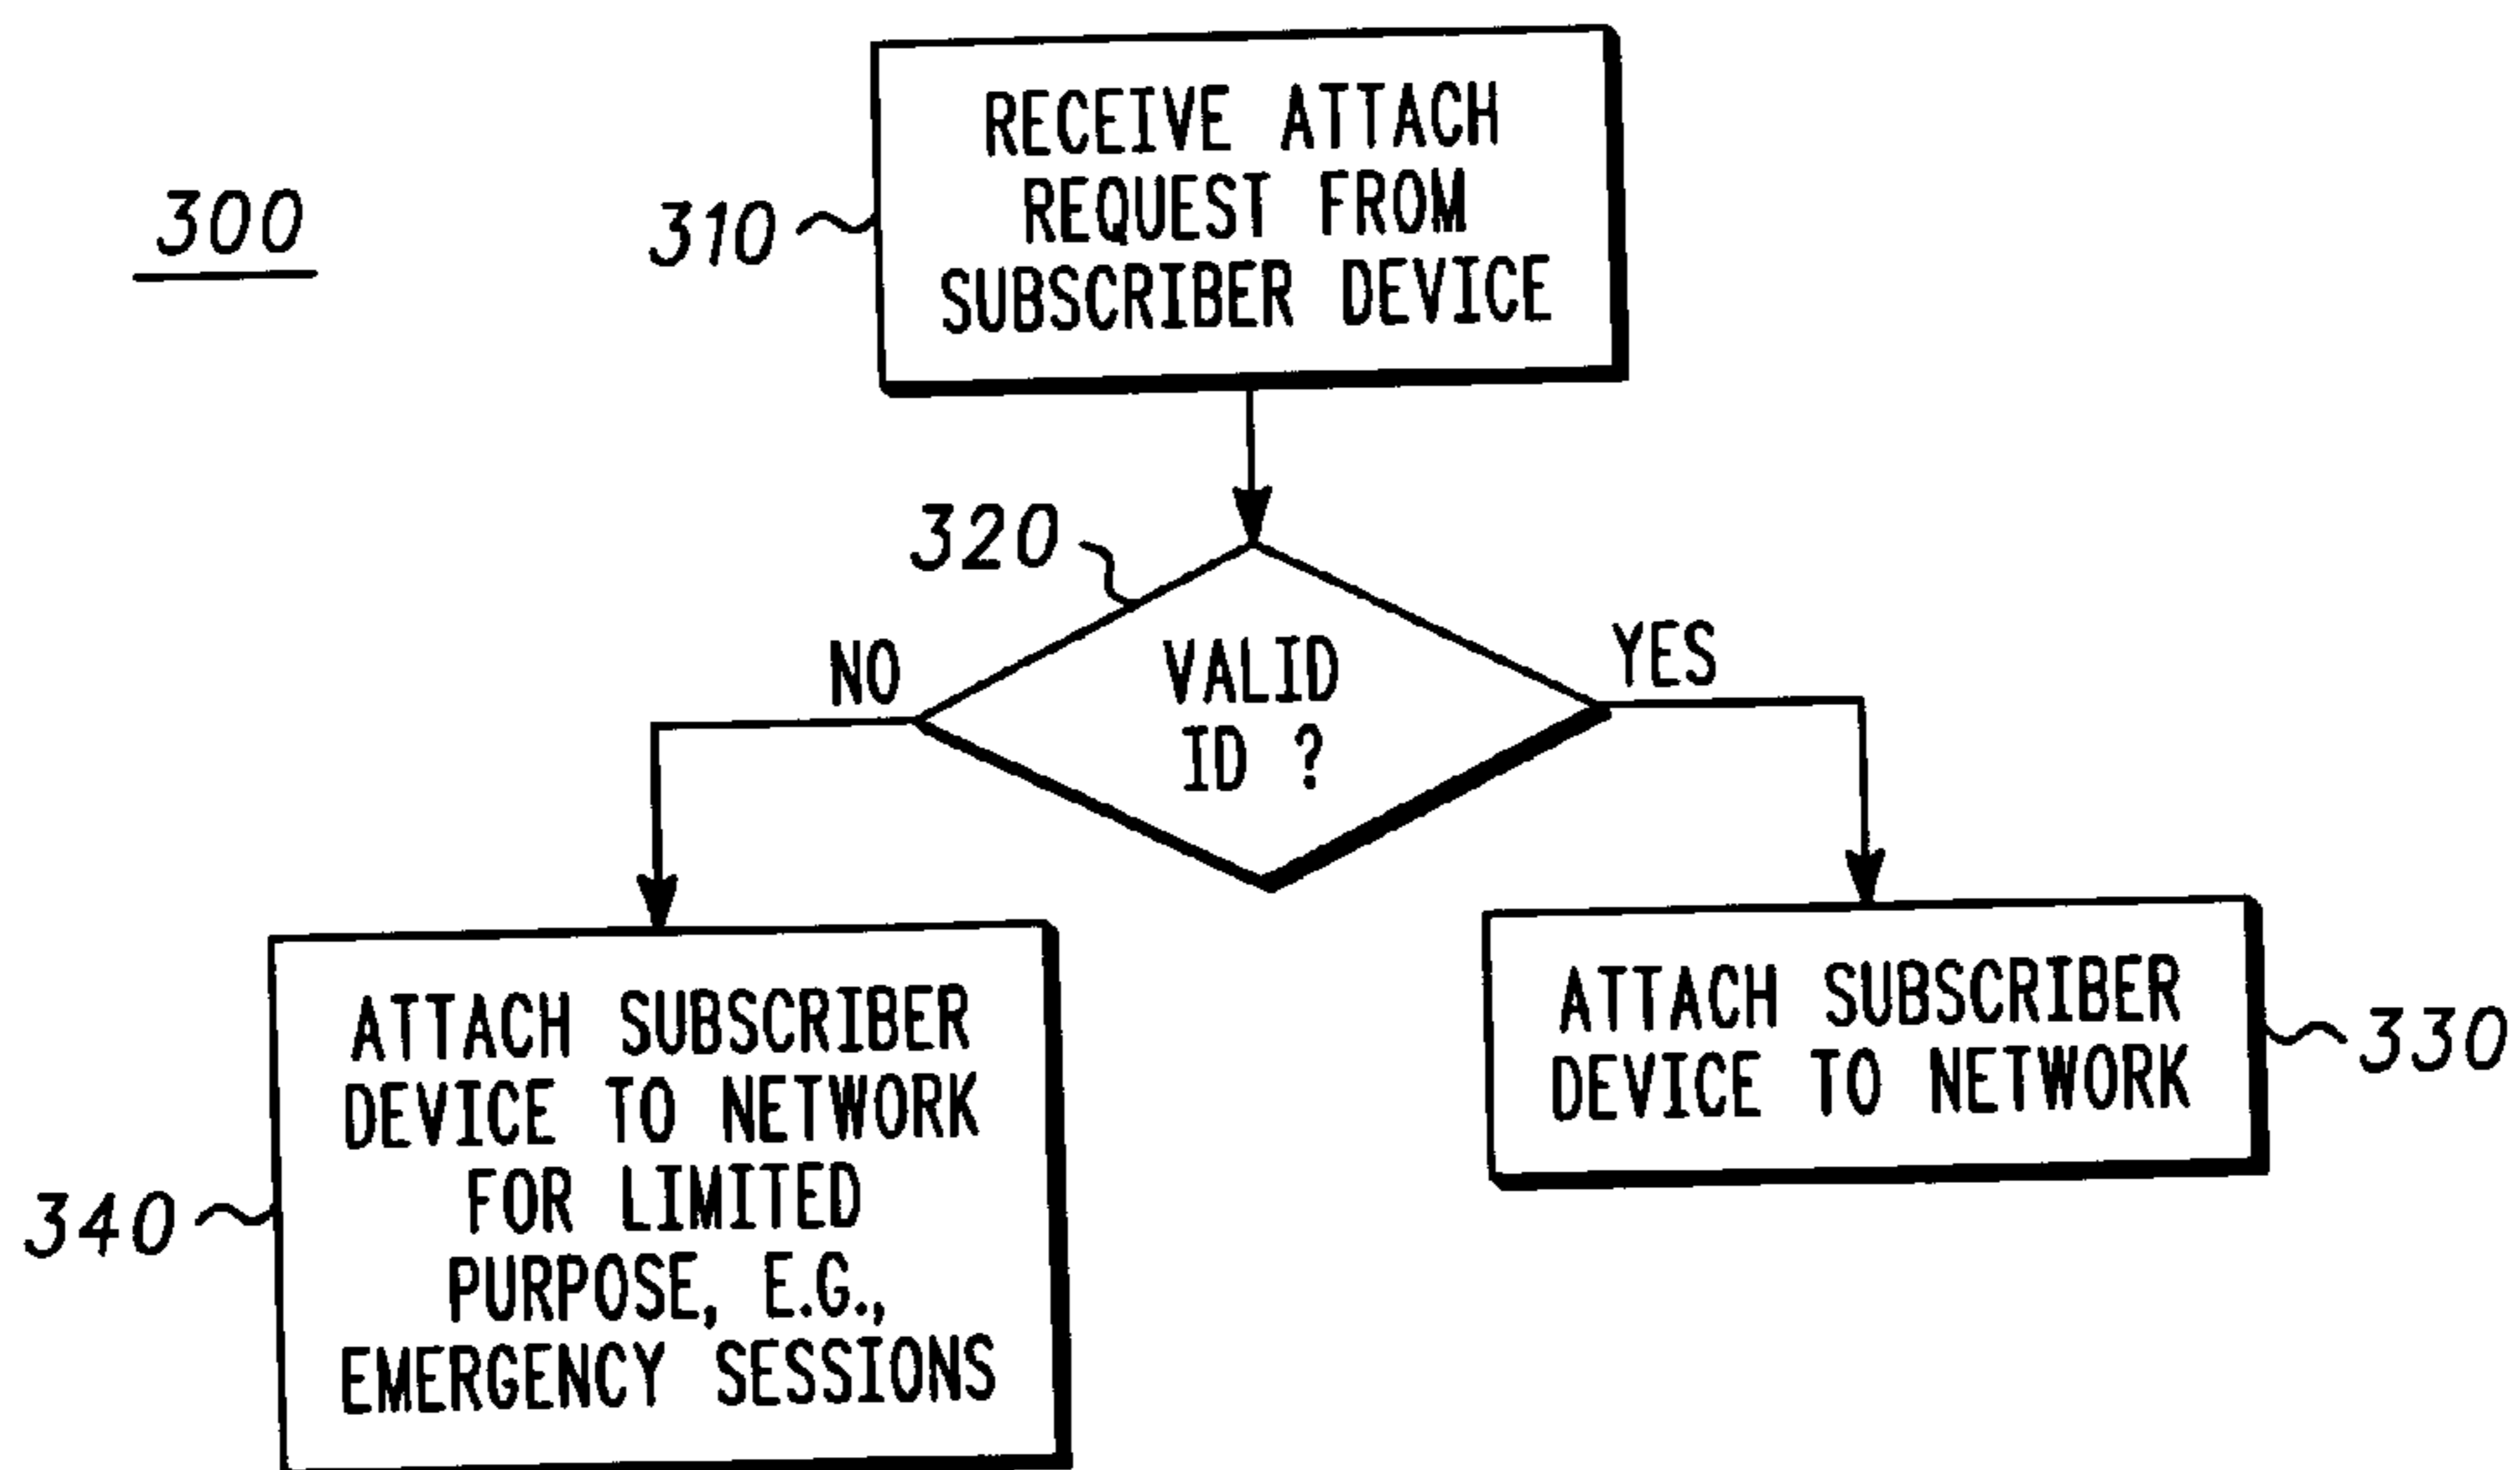 300
310
RECEIVE ATTACH
REQUEST FROM
SUBSCRIBER DEVICE
320
NO
VALID
ID ?
YES
340
ATTACH SUBSCRIBER
DEVICE TO NETWORK
FOR LIMITED
PURPOSE, E.G.,
EMERGENCY SESSIONS
ATTACH SUBSCRIBER
DEVICE TO NETWORK
330